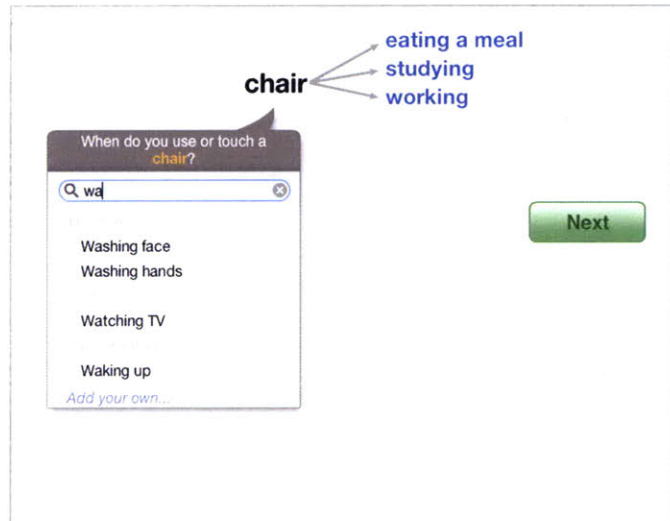 eating a meal
chair
studying
working
When do you use or touch a
chair?
wa
Next
Washing face
Washing hands
Watching TV
Waking up
Add your own...